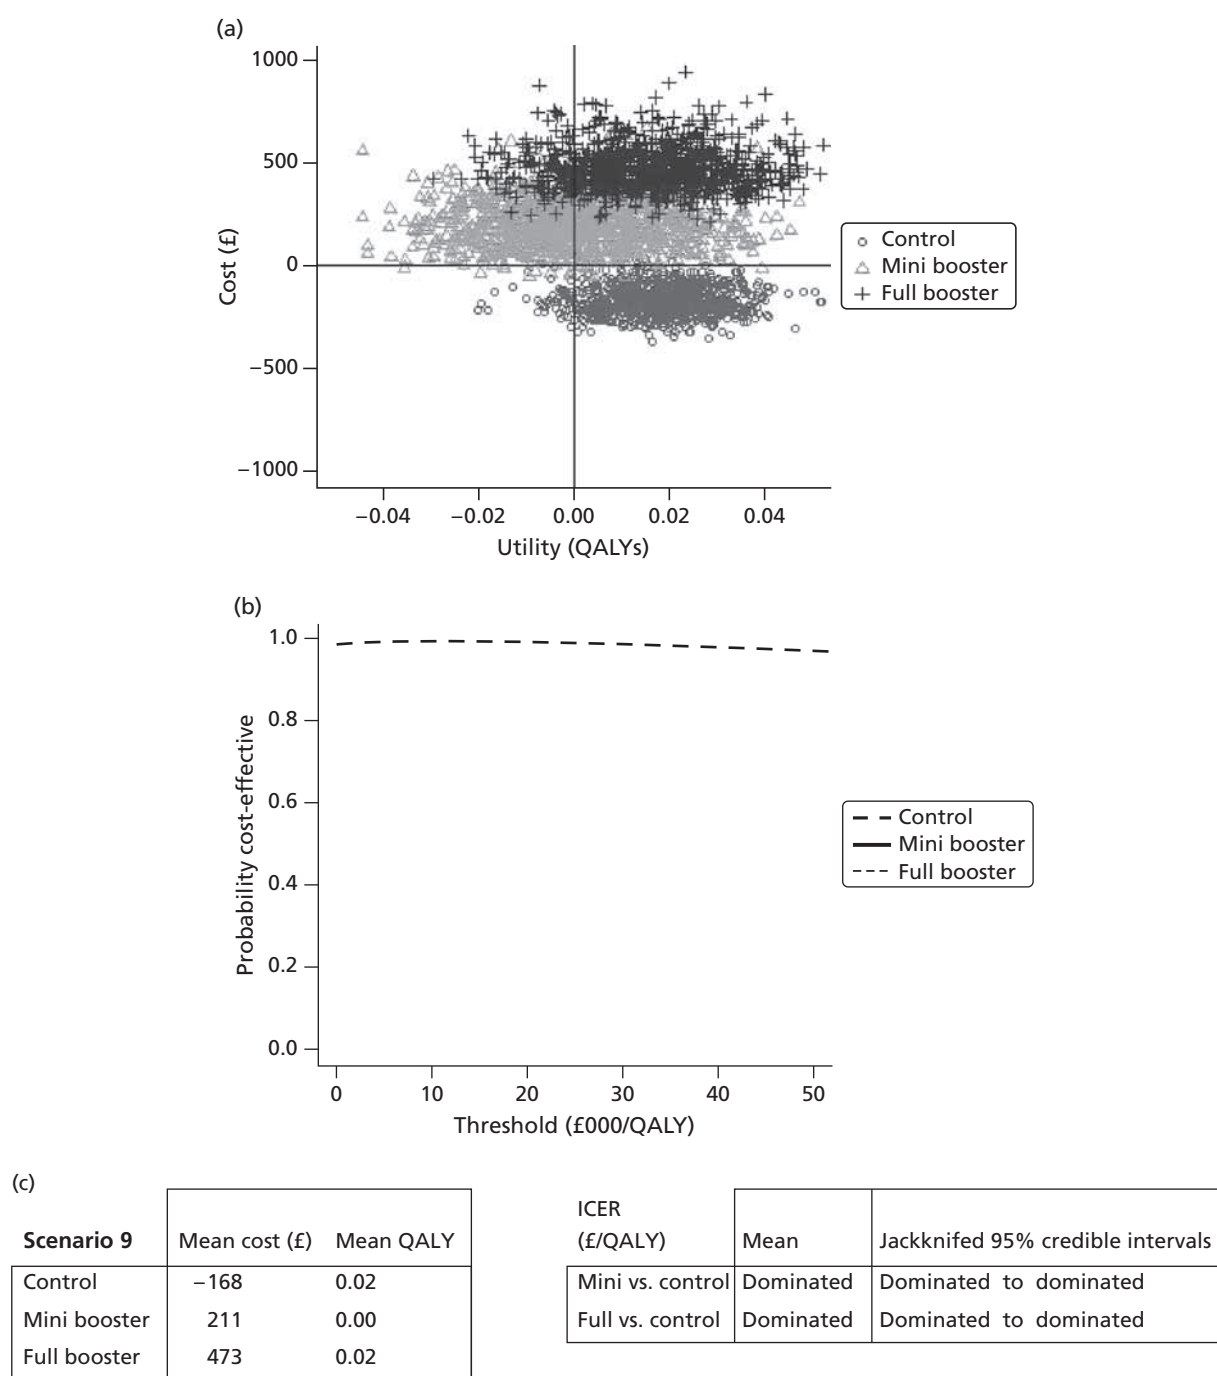 (a)
1000
500
0
−500
−1000
Cost (£)
−0.04 −0.02 0.00 0.02 0.04
Utility (QALYs)
Control
Mini booster
Full booster
(b)
1.0
0.8
0.6
0.4
0.2
0.0
Probability cost-effective
0 10 20 30 40 50
Threshold (£000/QALY)
Control
Mini booster
Full booster
(c)
Scenario 9 Mean cost (£) Mean QALY
Control −168 0.02
Mini booster 211 0.00
Full booster 473 0.02
ICER
(£/QALY) Mean Jackknifed 95% credible intervals
Mini vs. control Dominated Dominated to dominated
Full vs. control Dominated Dominated to dominated